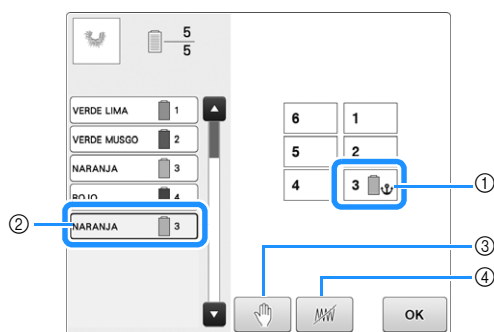 5
5
VERDE LIMA 1
VERDE MUSGO 2
NARANJA 3
ROJO 4
NARANJA 3
6 1
5 2
4 3
OK
①
②
③
④